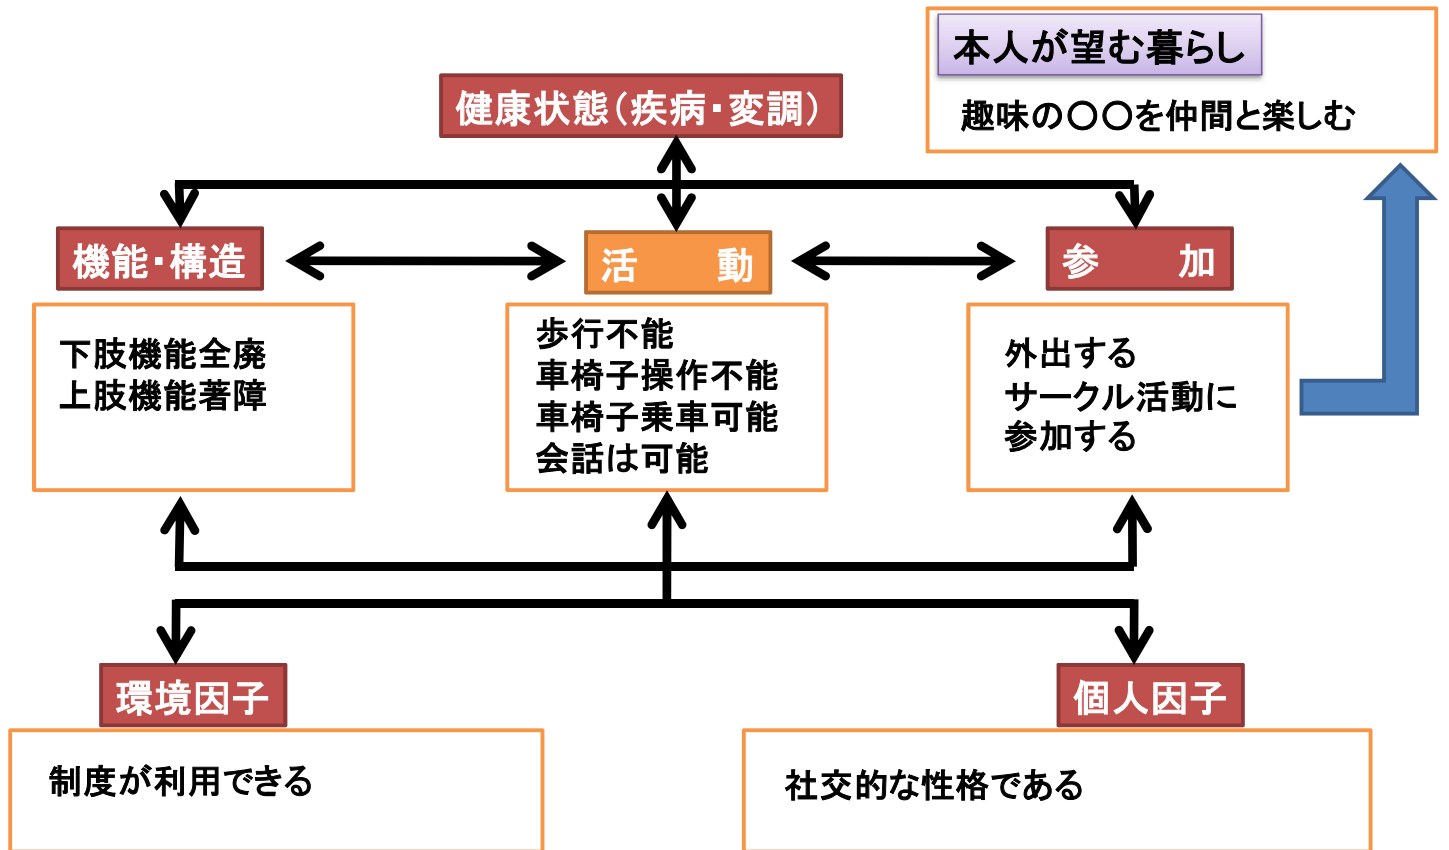 本人が望む暮らし
趣味の〇〇を仲間と楽しむ
健康状態（疾病・変調）
機能・構造
活　　動
参　　加
下肢機能全廃
上肢機能著障
歩行不能
車椅子操作不能
車椅子乗車可能
会話は可能
外出する
サークル活動に
参加する
環境因子
個人因子
制度が利用できる
社交的な性格である